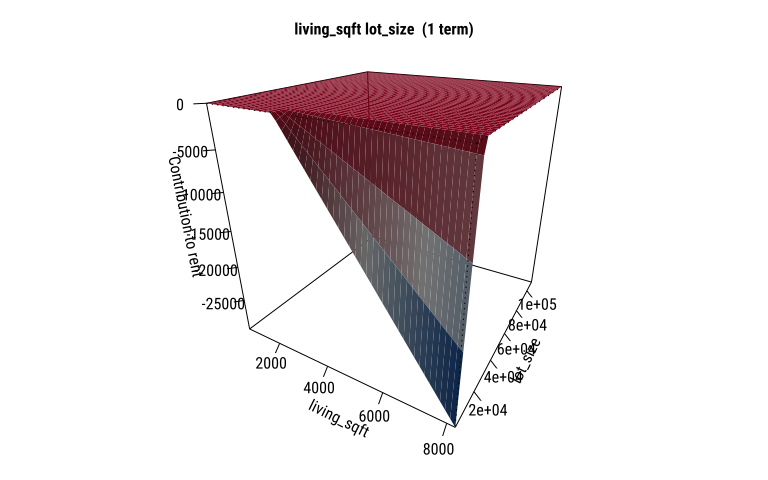 living_sqft lot_size (1 term)
0
-5000
-10000
-15000
-20000
-25000
Contribution to rent
2000
4000
6000
8000
living_sqft
1e+05
8e+04
6e+04
4e+04
2e+04
lot_size